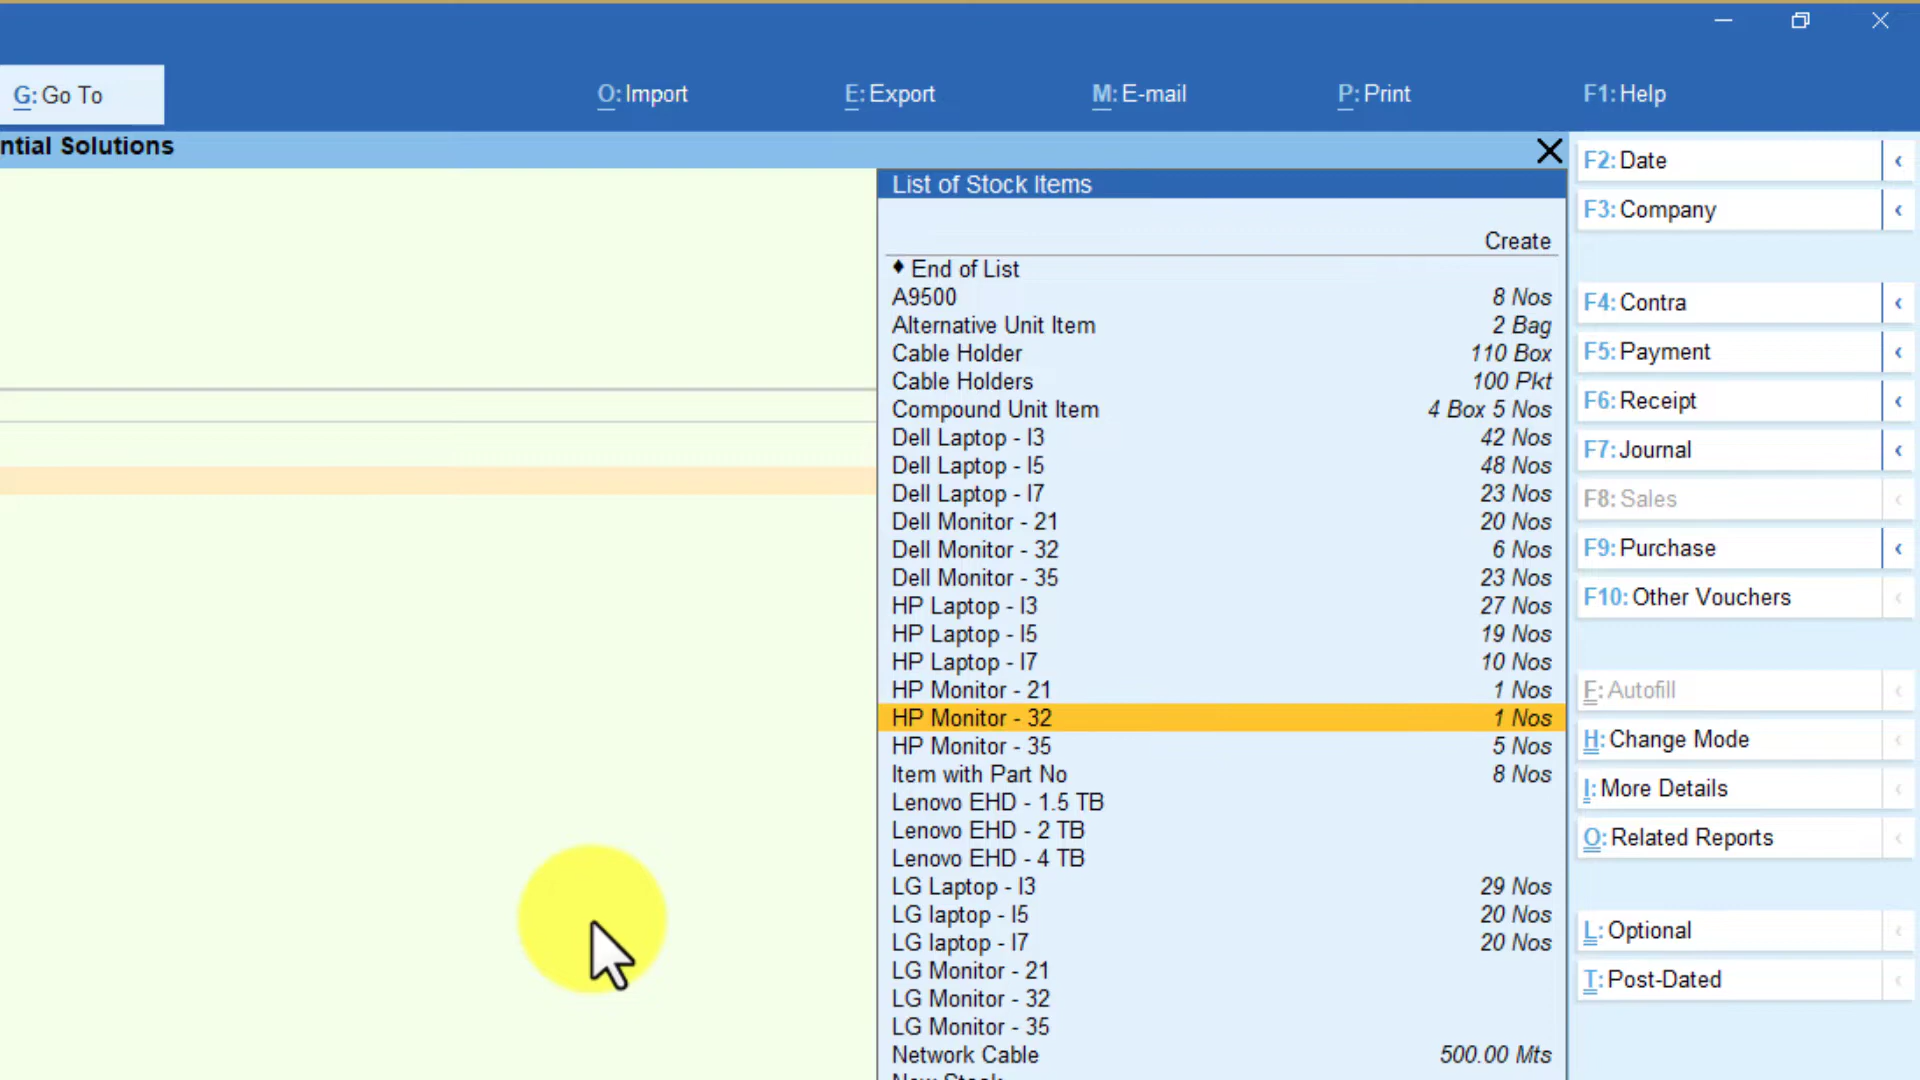 G: Go To
O: Import
E: Export
M: E-mail
P: Print
F1: Help
ntial Solutions
List of Stock Items
Create
♦ End of List
A9500 8 Nos
Alternative Unit Item 2 Bag
Cable Holder 110 Box
Cable Holders 100 Pkt
Compound Unit Item 4 Box 5 Nos
Dell Laptop - I3 42 Nos
Dell Laptop - I5 48 Nos
Dell Laptop - I7 23 Nos
Dell Monitor - 21 20 Nos
Dell Monitor - 32 6 Nos
Dell Monitor - 35 23 Nos
HP Laptop - I3 27 Nos
HP Laptop - I5 19 Nos
HP Laptop - I7 10 Nos
HP Monitor - 21 1 Nos
HP Monitor - 32 1 Nos
HP Monitor - 35 5 Nos
Item with Part No 8 Nos
Lenovo EHD - 1.5 TB
Lenovo EHD - 2 TB
Lenovo EHD - 4 TB
LG Laptop - I3 29 Nos
LG laptop - I5 20 Nos
LG laptop - I7 20 Nos
LG Monitor - 21
LG Monitor - 32
LG Monitor - 35
Network Cable 500.00 Mts
New Stock
F2: Date
F3: Company
F4: Contra
F5: Payment
F6: Receipt
F7: Journal
F8: Sales
F9: Purchase
F10: Other Vouchers
F: Autofill
H: Change Mode
I: More Details
O: Related Reports
L: Optional
T: Post-Dated